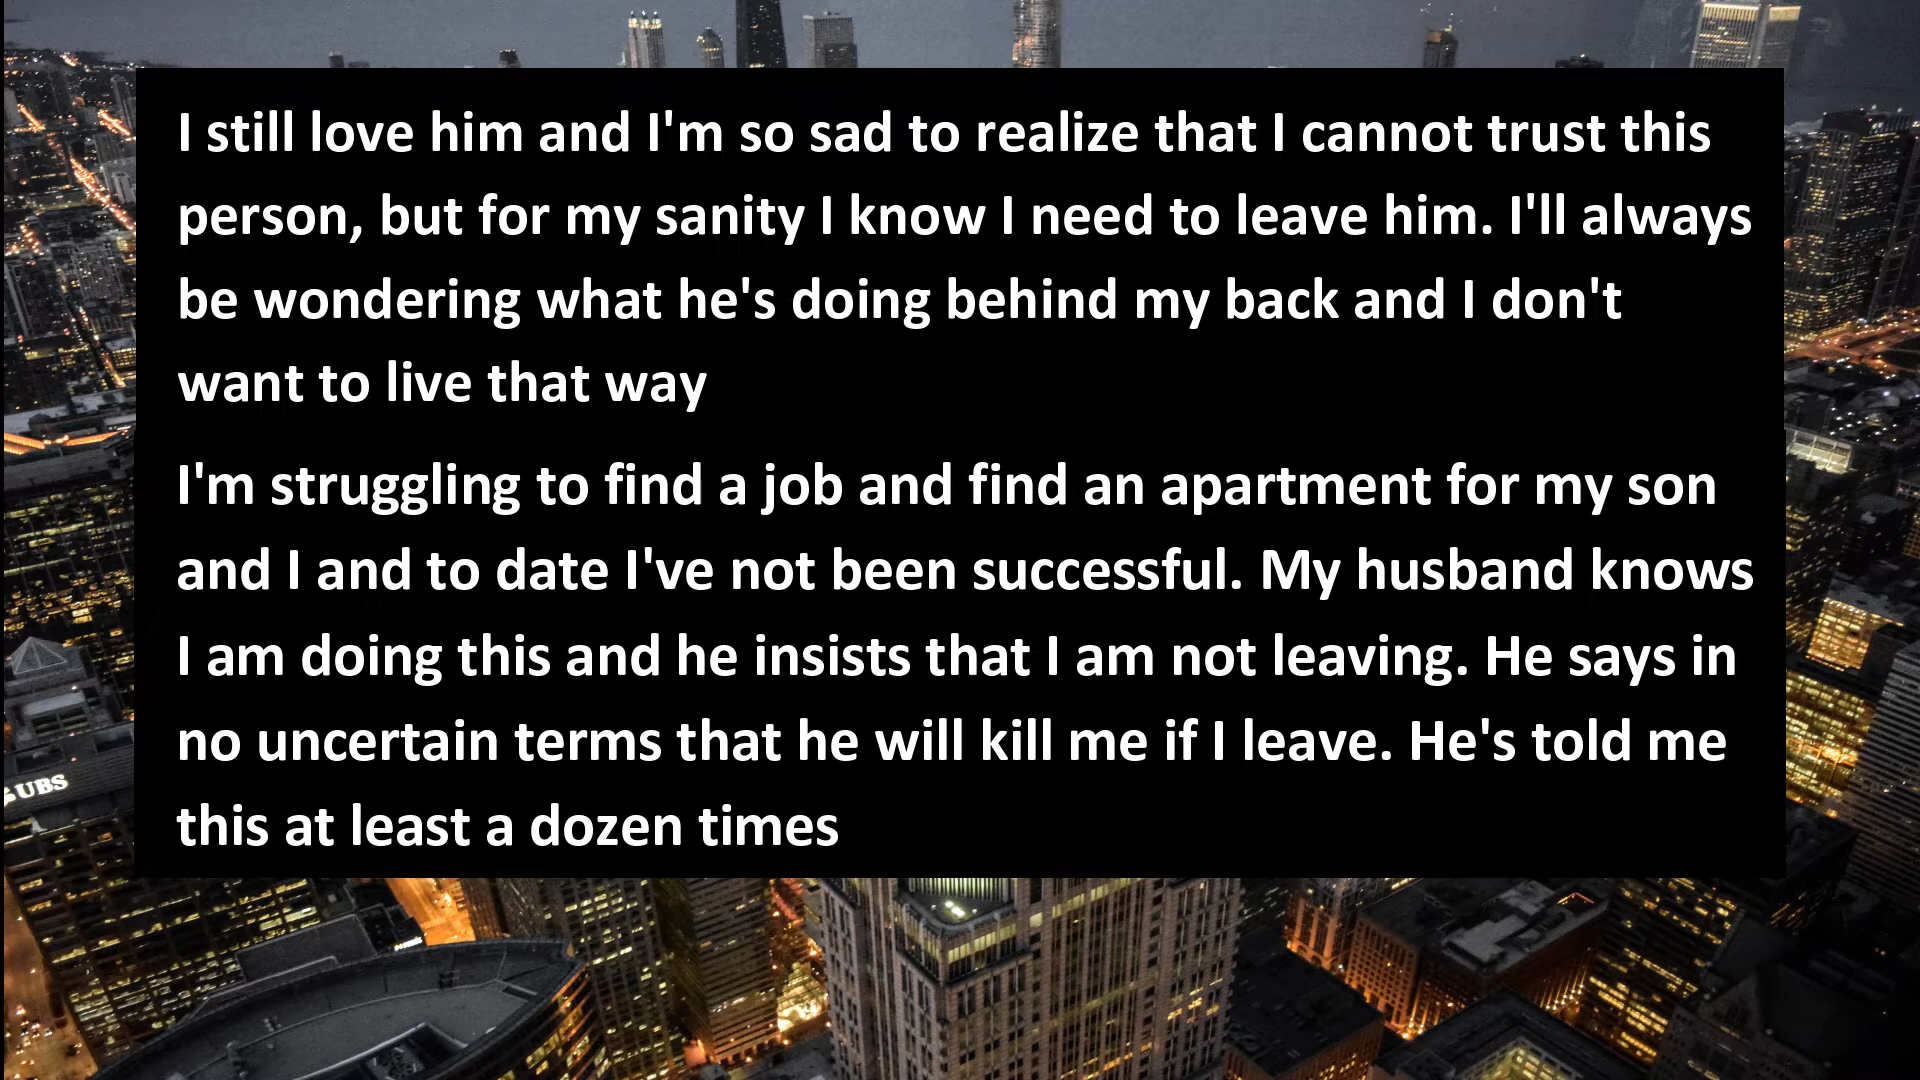 I still love him and I'm so sad to realize that I cannot trust this
person, but for my sanity I know I need to leave him. I'll always
be wondering what he's doing behind my back and I don't
want to live that way
I'm struggling to find a job and find an apartment for my son
and I and to date I've not been successful. My husband knows
I am doing this and he insists that I am not leaving. He says in
no uncertain terms that he will kill me if I leave. He's told me
this at least a dozen times
UBS